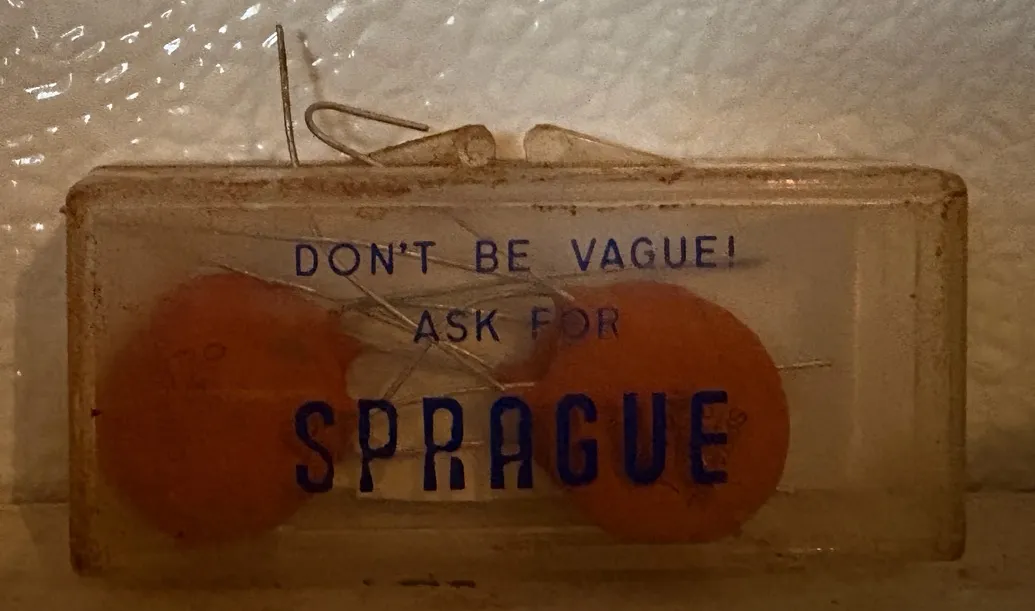 DON'T BE VAGUE!
ASK FOR
SPRAGUE